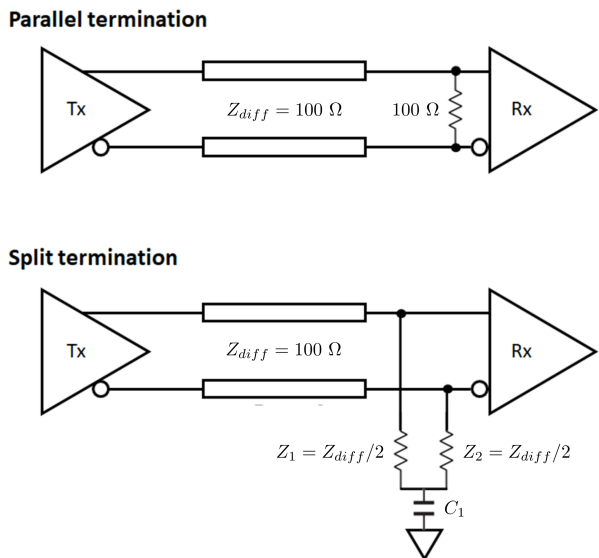 Parallel termination
Tx
Z_{diff} = 100 Ω
100 Ω
Rx
Split termination
Tx
Z_{diff} = 100 Ω
Rx
Z_1 = Z_{diff}/2
Z_2 = Z_{diff}/2
C_1